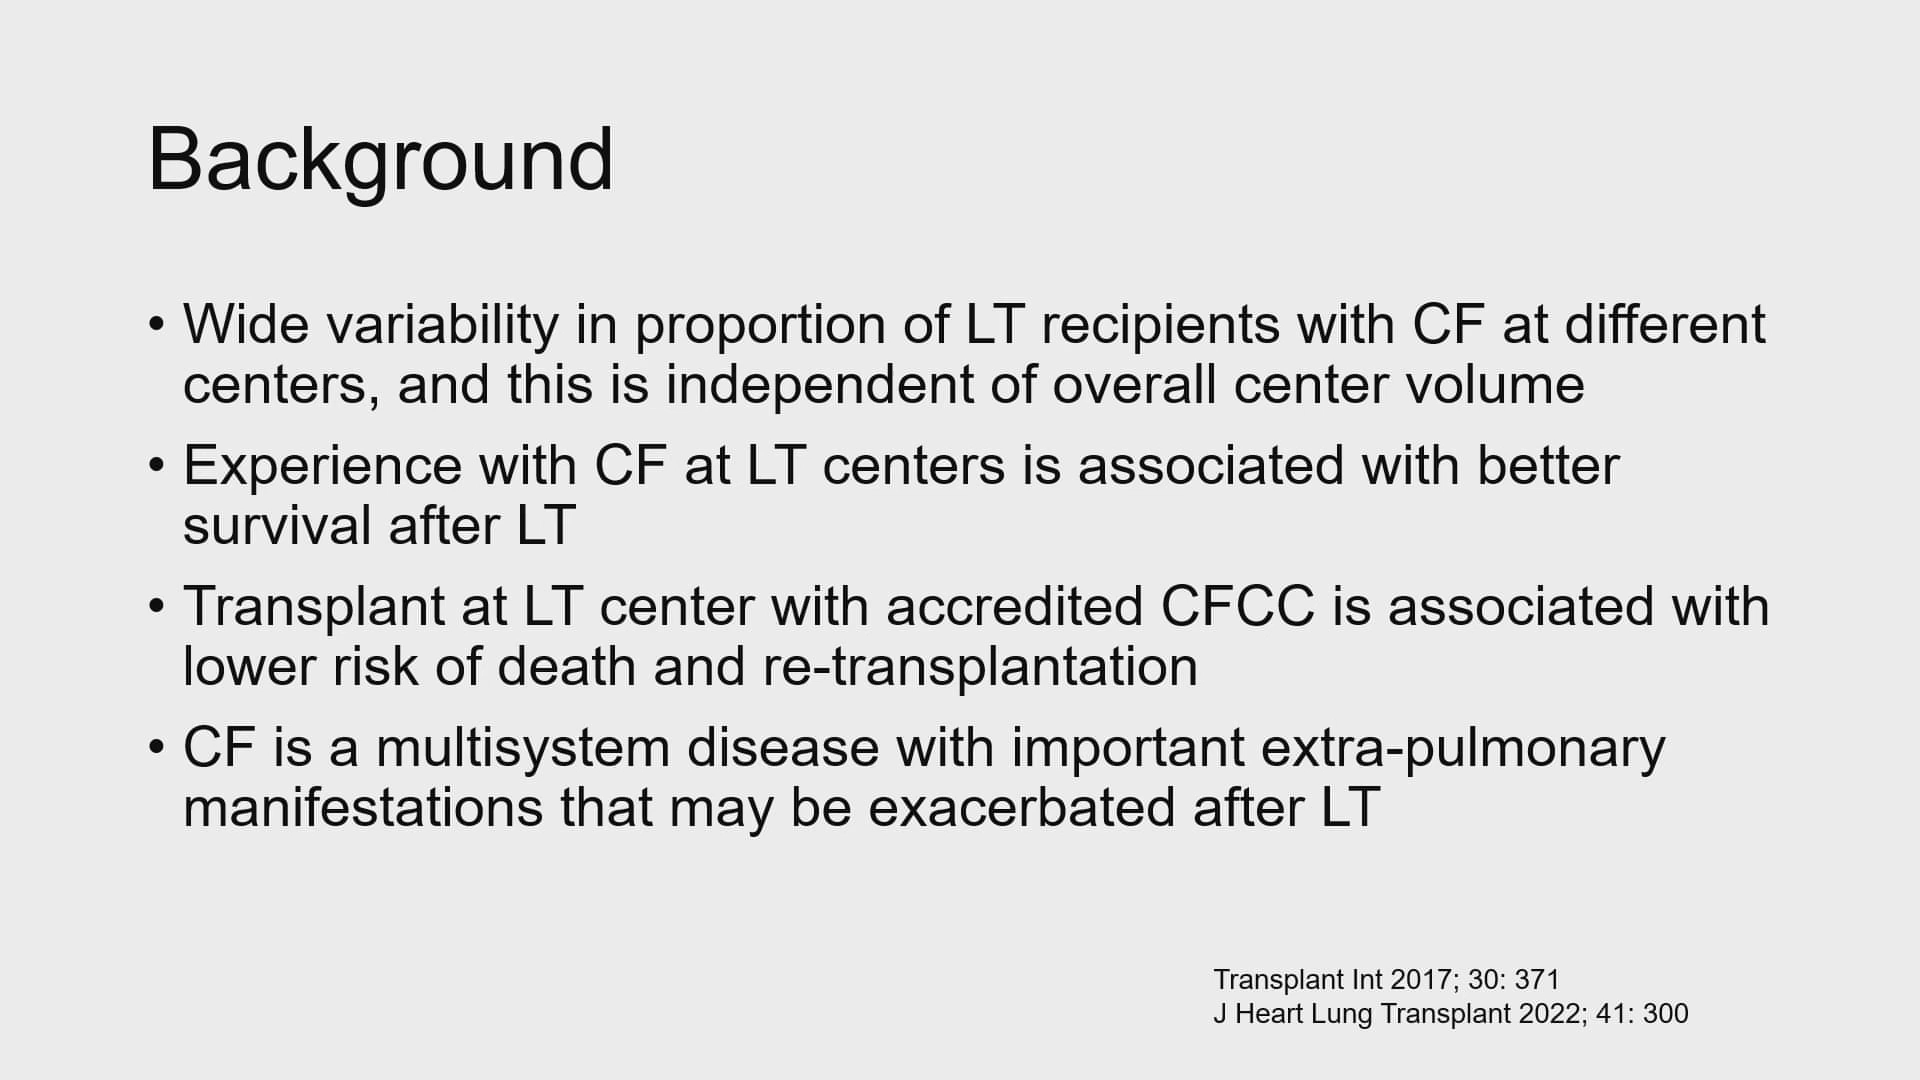 Background
• Wide variability in proportion of LT recipients with CF at different
centers, and this is independent of overall center volume
• Experience with CF at LT centers is associated with better
survival after LT
• Transplant at LT center with accredited CFCC is associated with
lower risk of death and re-transplantation
• CF is a multisystem disease with important extra-pulmonary
manifestations that may be exacerbated after LT
Transplant Int 2017; 30: 371
J Heart Lung Transplant 2022; 41: 300